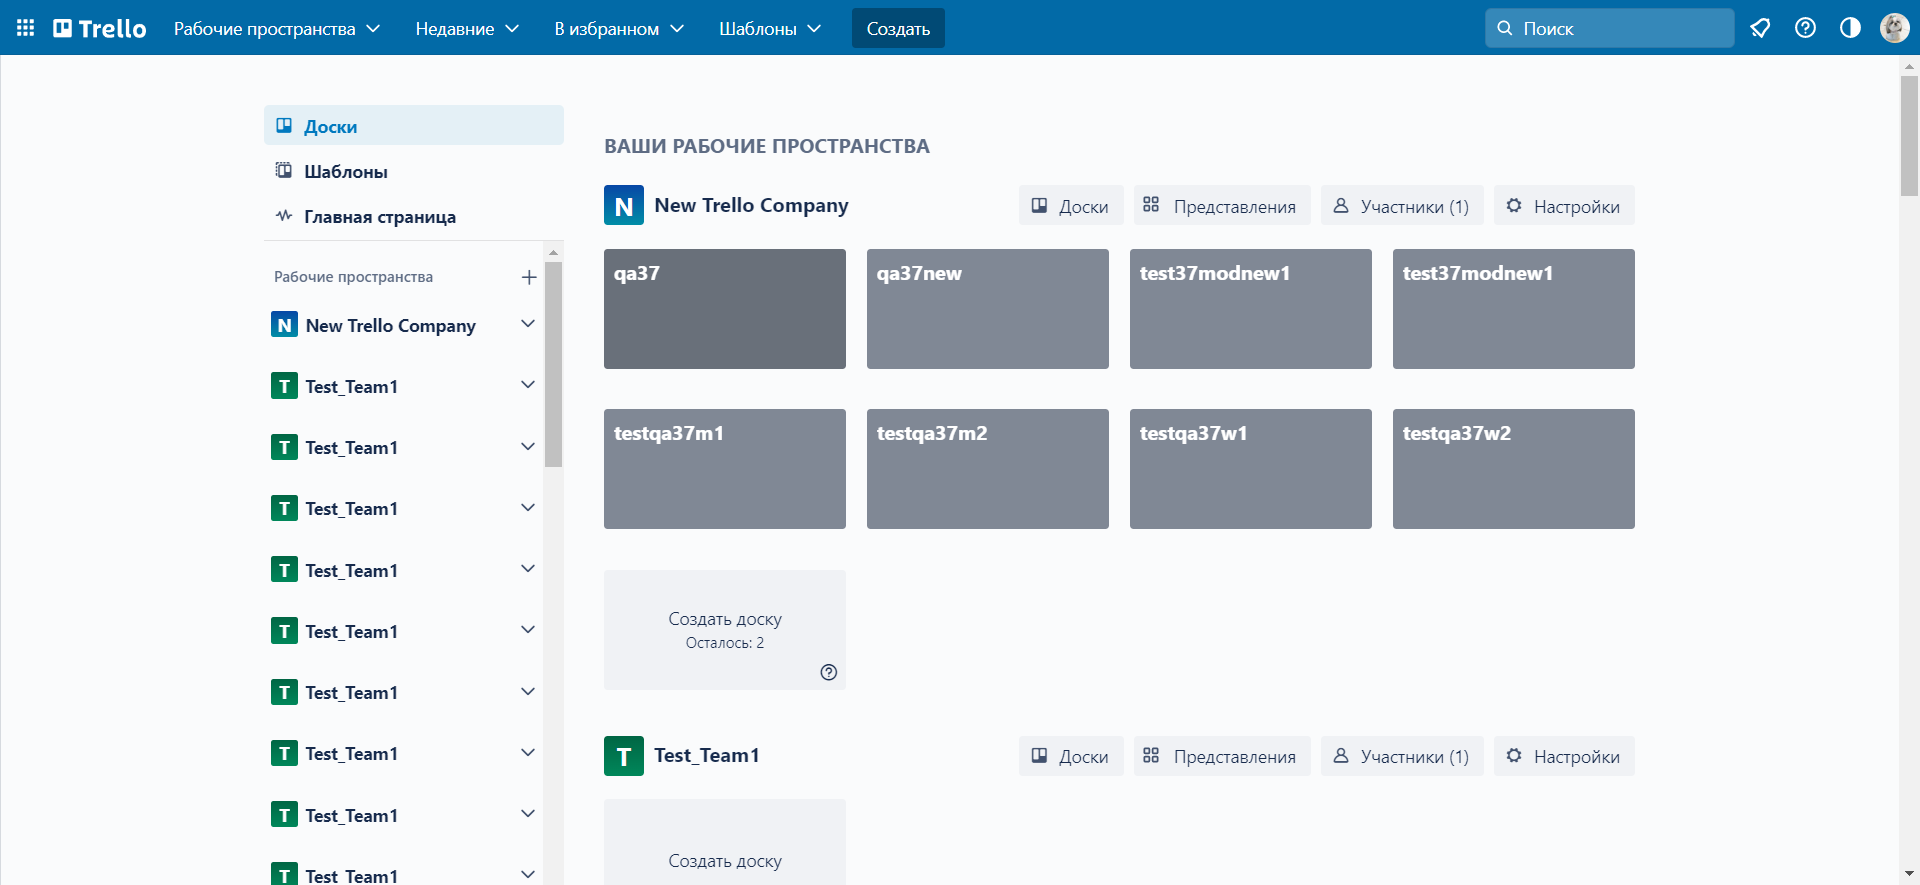 Trello
Рабочие пространства
Недавние
В избранном
Шаблоны
Создать
Поиск
Доски
Шаблоны
Главная страница
Рабочие пространства
N New Trello Company
T Test_Team1
T Test_Team1
T Test_Team1
T Test_Team1
T Test_Team1
T Test_Team1
T Test_Team1
T Test_Team1
T Test_Team1
ВАШИ РАБОЧИЕ ПРОСТРАНСТВА
N New Trello Company
Доски
Представления
Участники (1)
Настройки
qa37
qa37new
test37modnew1
test37modnew1
testqa37m1
testqa37m2
testqa37w1
testqa37w2
Создать доску
Осталось: 2
T Test_Team1
Доски
Представления
Участники (1)
Настройки
Создать доску